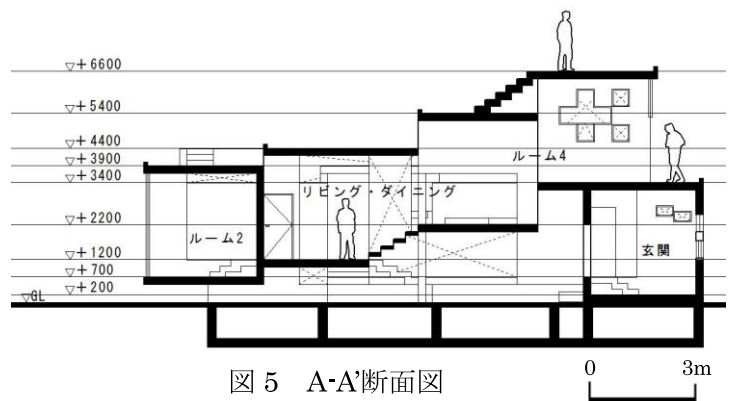 ▽+6600
▽+5400
▽+4400
▽+3900
▽+3400
▽+2200
▽+1200
▽+700
▽+200
▽GL
ルーム4
リビング・ダイニング
ルーム2
玄関
0 3m
図5 A-A'断面図